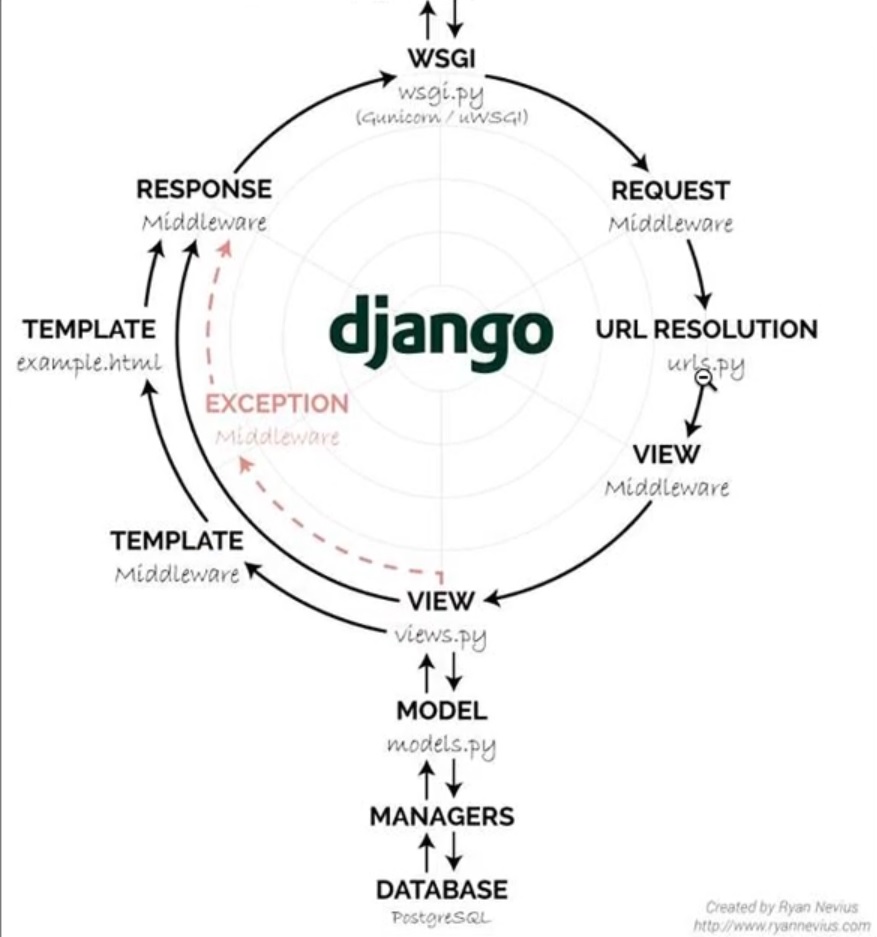 WSGI
wsgi.py
(Gunicorn / uWSGI)
RESPONSE
Middleware
REQUEST
Middleware
django
TEMPLATE
example.html
URL RESOLUTION
urls.py
EXCEPTION
Middleware
VIEW
Middleware
TEMPLATE
Middleware
VIEW
views.py
MODEL
models.py
MANAGERS
DATABASE
PostgreSQL
Created by Ryan Nevius
http://www.ryannevius.com